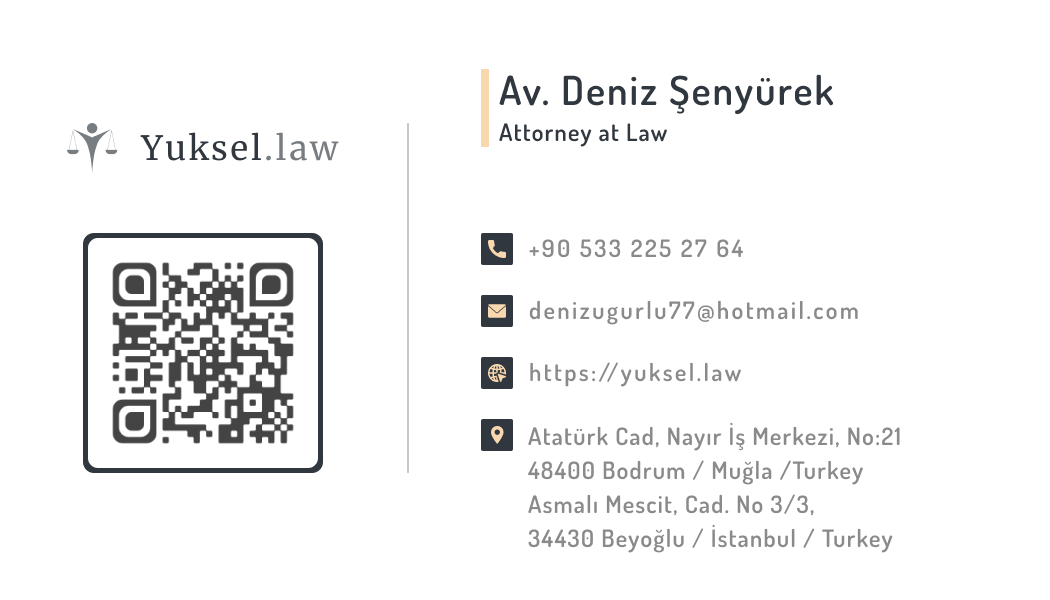 Yuksel.law
Av. Deniz Şenyürek
Attorney at Law
+90 533 225 27 64
denizugurlu77@hotmail.com
https://yuksel.law
Atatürk Cad, Nayır İş Merkezi, No:21
48400 Bodrum / Muğla /Turkey
Asmalı Mescit, Cad. No 3/3,
34430 Beyoğlu / İstanbul / Turkey